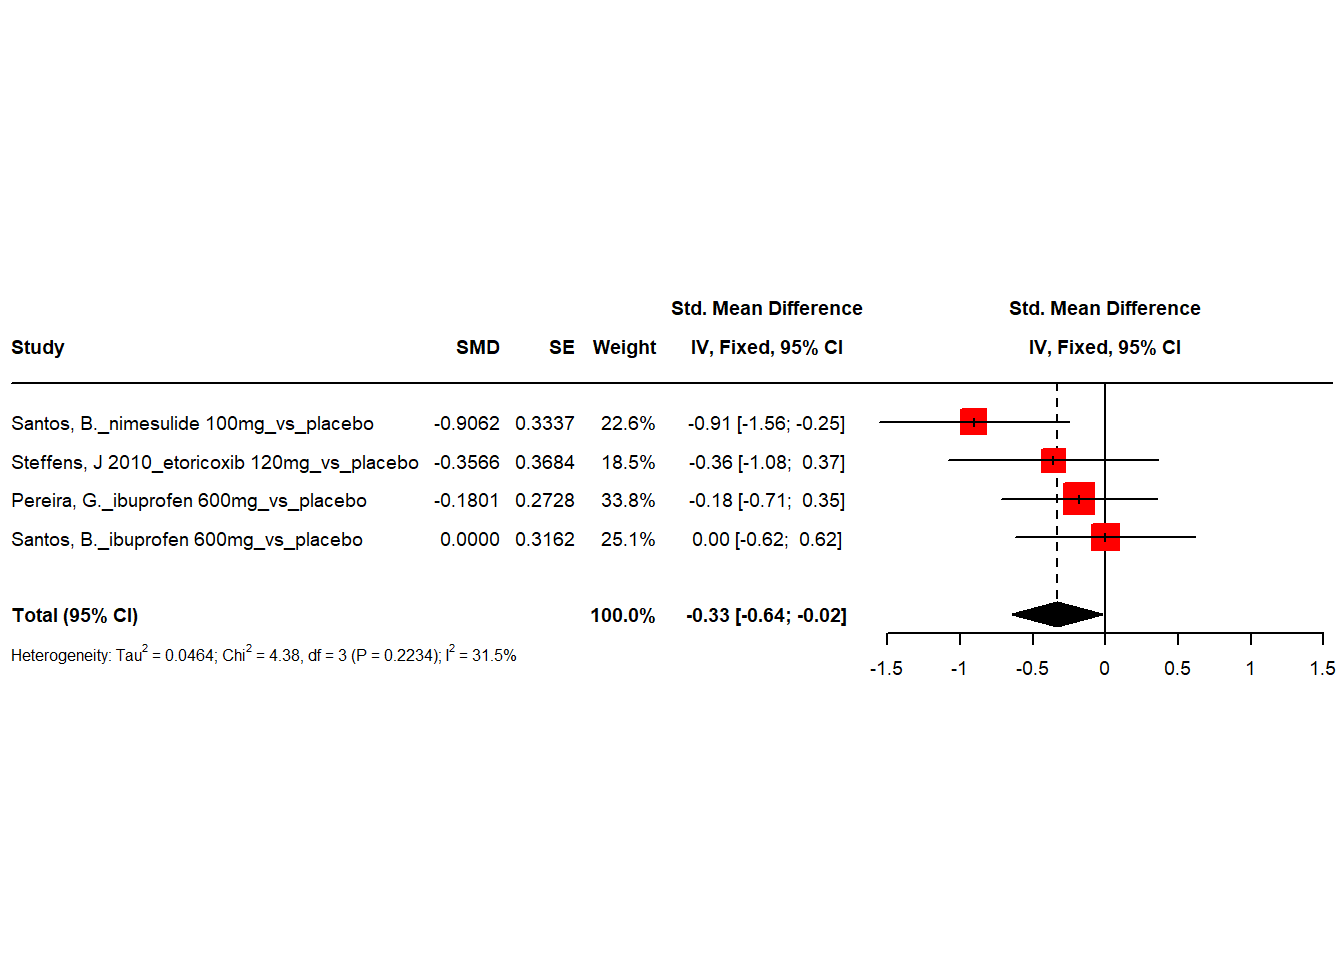 Std. Mean Difference Std. Mean Difference
Study SMD SE Weight IV, Fixed, 95% CI IV, Fixed, 95% CI
Santos, B._nimesulide 100mg_vs_placebo -0.9062 0.3337 22.6% -0.91 [-1.56; -0.25]
Steffens, J 2010_etoricoxib 120mg_vs_placebo -0.3566 0.3684 18.5% -0.36 [-1.08; 0.37]
Pereira, G._ibuprofen 600mg_vs_placebo -0.1801 0.2728 33.8% -0.18 [-0.71; 0.35]
Santos, B._ibuprofen 600mg_vs_placebo 0.0000 0.3162 25.1% 0.00 [-0.62; 0.62]
Total (95% CI) 100.0% -0.33 [-0.64; -0.02]
Heterogeneity: Tau² = 0.0464; Chi² = 4.38, df = 3 (P = 0.2234); I² = 31.5%
-1.5 -1 -0.5 0 0.5 1 1.5